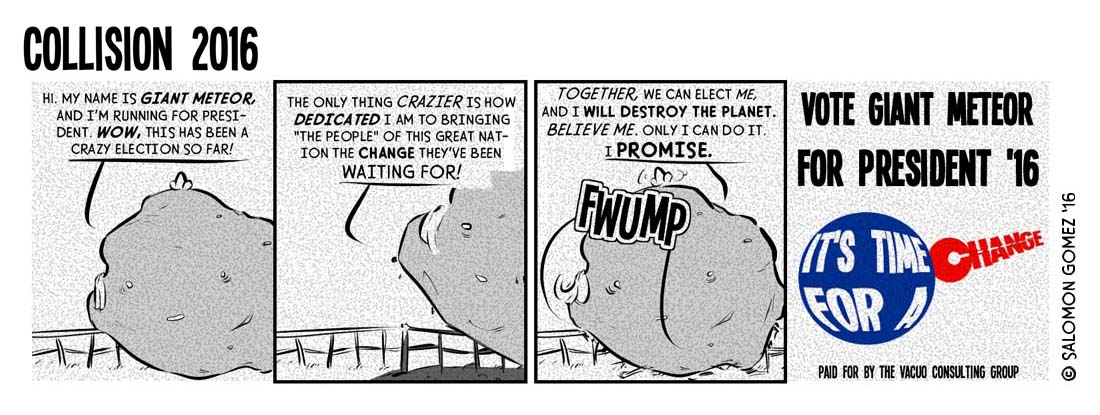 COLLISION 2016
HI. MY NAME IS GIANT METEOR,
AND I'M RUNNING FOR PRESI-
DENT. WOW, THIS HAS BEEN A
CRAZY ELECTION SO FAR!
THE ONLY THING CRAZIER IS HOW
DEDICATED I AM TO BRINGING
"THE PEOPLE" OF THIS GREAT NAT-
ION THE CHANGE THEY'VE BEEN
WAITING FOR!
TOGETHER, WE CAN ELECT ME,
AND I WILL DESTROY THE PLANET.
BELIEVE ME. ONLY I CAN DO IT.
I PROMISE.
FWUMP
VOTE GIANT METEOR
FOR PRESIDENT '16
IT'S TIME
FOR A
CHANGE
PAID FOR BY THE VACUO CONSULTING GROUP
© SALOMON GOMEZ '16